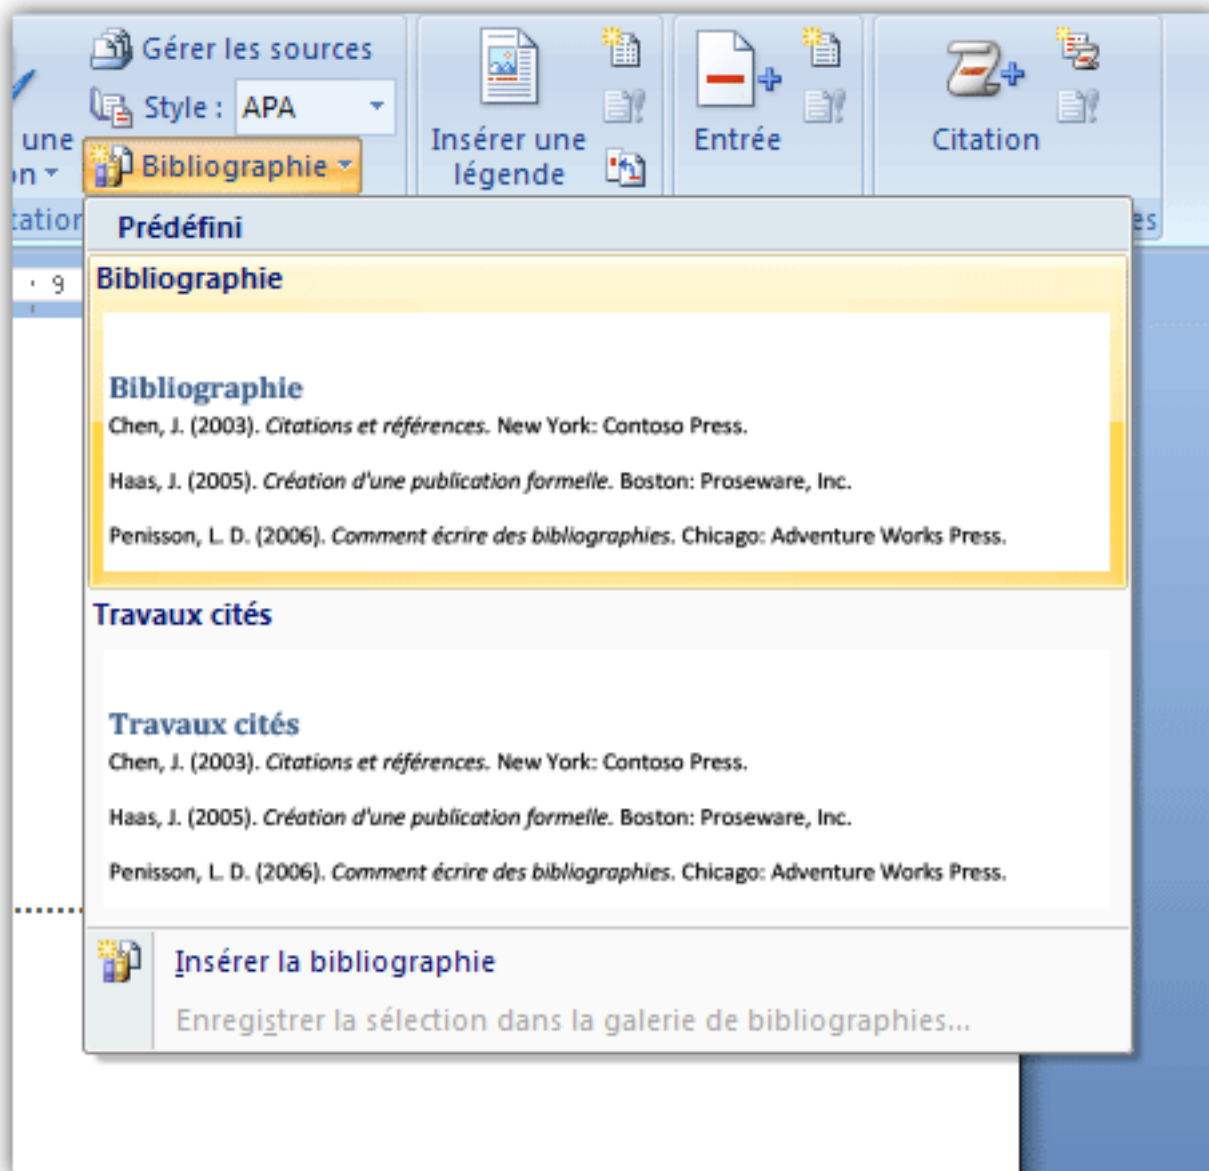 Gérer les sources
Style : APA
une
Bibliographie
Insérer une
légende
Entrée
Citation
9
Prédéfini
Bibliographie
Bibliographie
Chen, J. (2003). Citations et références. New York: Contoso Press.
Haas, J. (2005). Création d'une publication formelle. Boston: Proseware, Inc.
Penisson, L. D. (2006). Comment écrire des bibliographies. Chicago: Adventure Works Press.
Travaux cités
Travaux cités
Chen, J. (2003). Citations et références. New York: Contoso Press.
Haas, J. (2005). Création d'une publication formelle. Boston: Proseware, Inc.
Penisson, L. D. (2006). Comment écrire des bibliographies. Chicago: Adventure Works Press.
Insérer la bibliographie
Enregistrer la sélection dans la galerie de bibliographies...